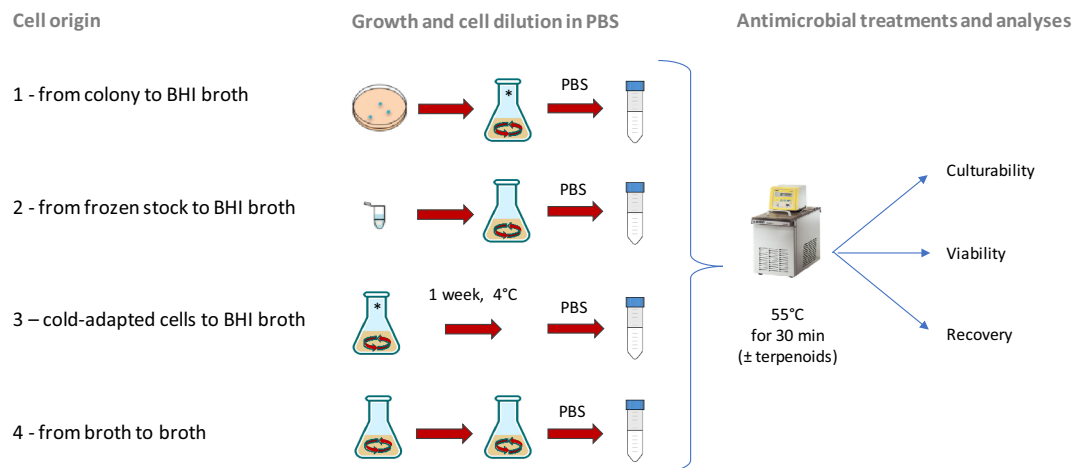 Cell origin
Growth and cell dilution in PBS
Antimicrobial treatments and analyses
1 - from colony to BHI broth
*
PBS
2 - from frozen stock to BHI broth
PBS
3 – cold-adapted cells to BHI broth
*
1 week, 4°C
PBS
4 - from broth to broth
PBS
55°C
for 30 min
(± terpenoids)
Culturability
Viability
Recovery